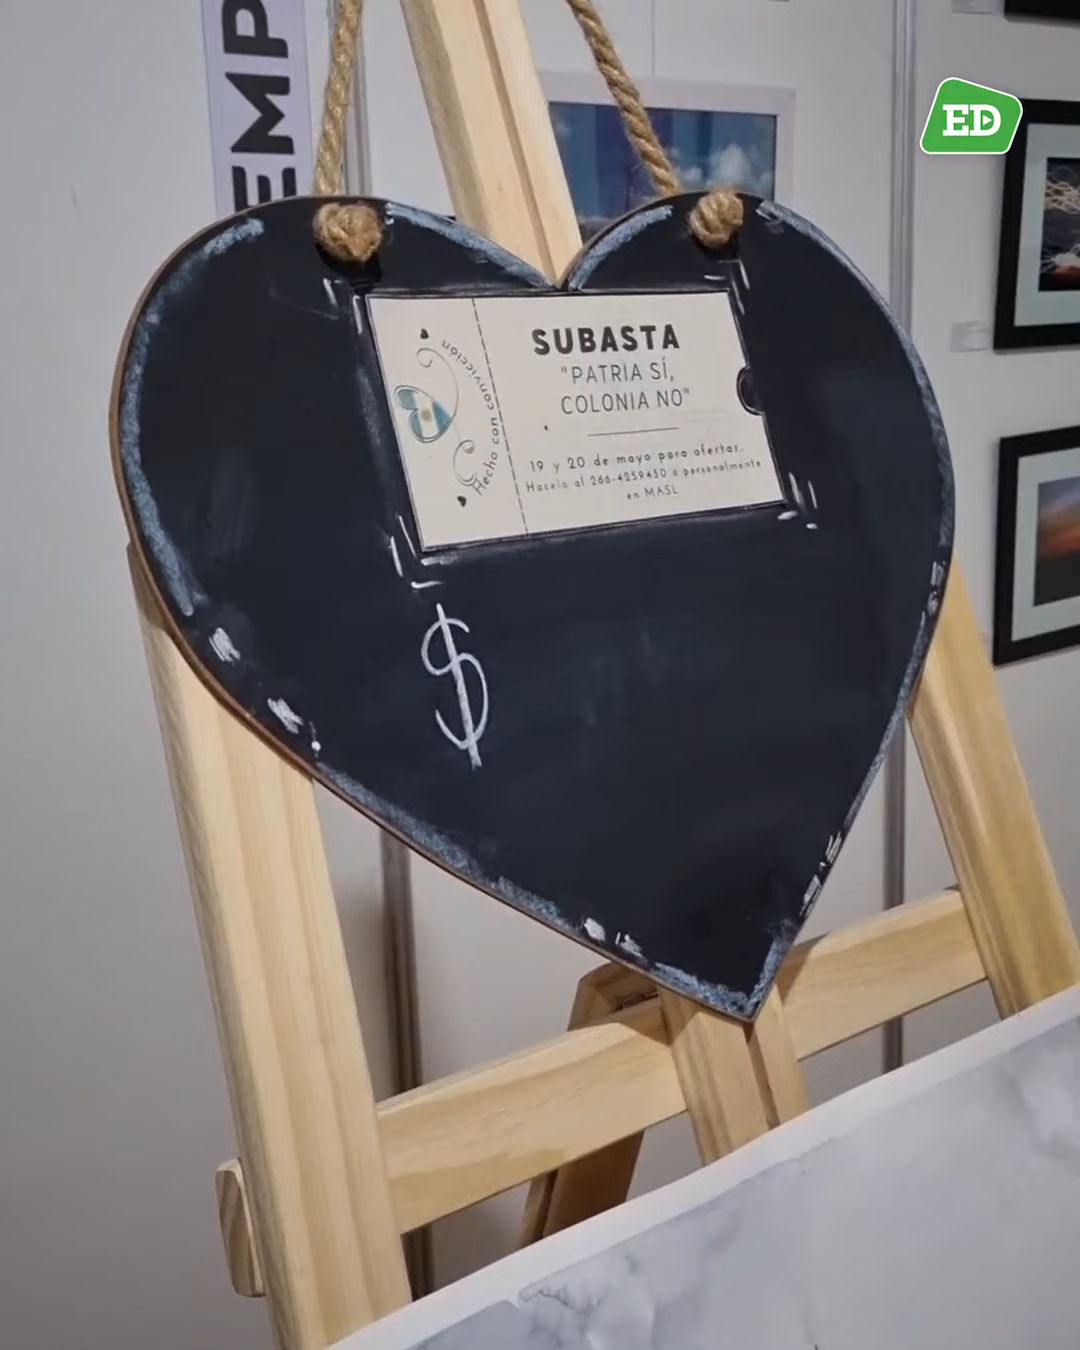 EMP
ED
SUBASTA
"PATRIA SÍ,
COLONIA NO"
19 y 20 de mayo para ofertas.
Hacela al 266-4259430 ó personalmente
en MASL
Hecho con convicción
$